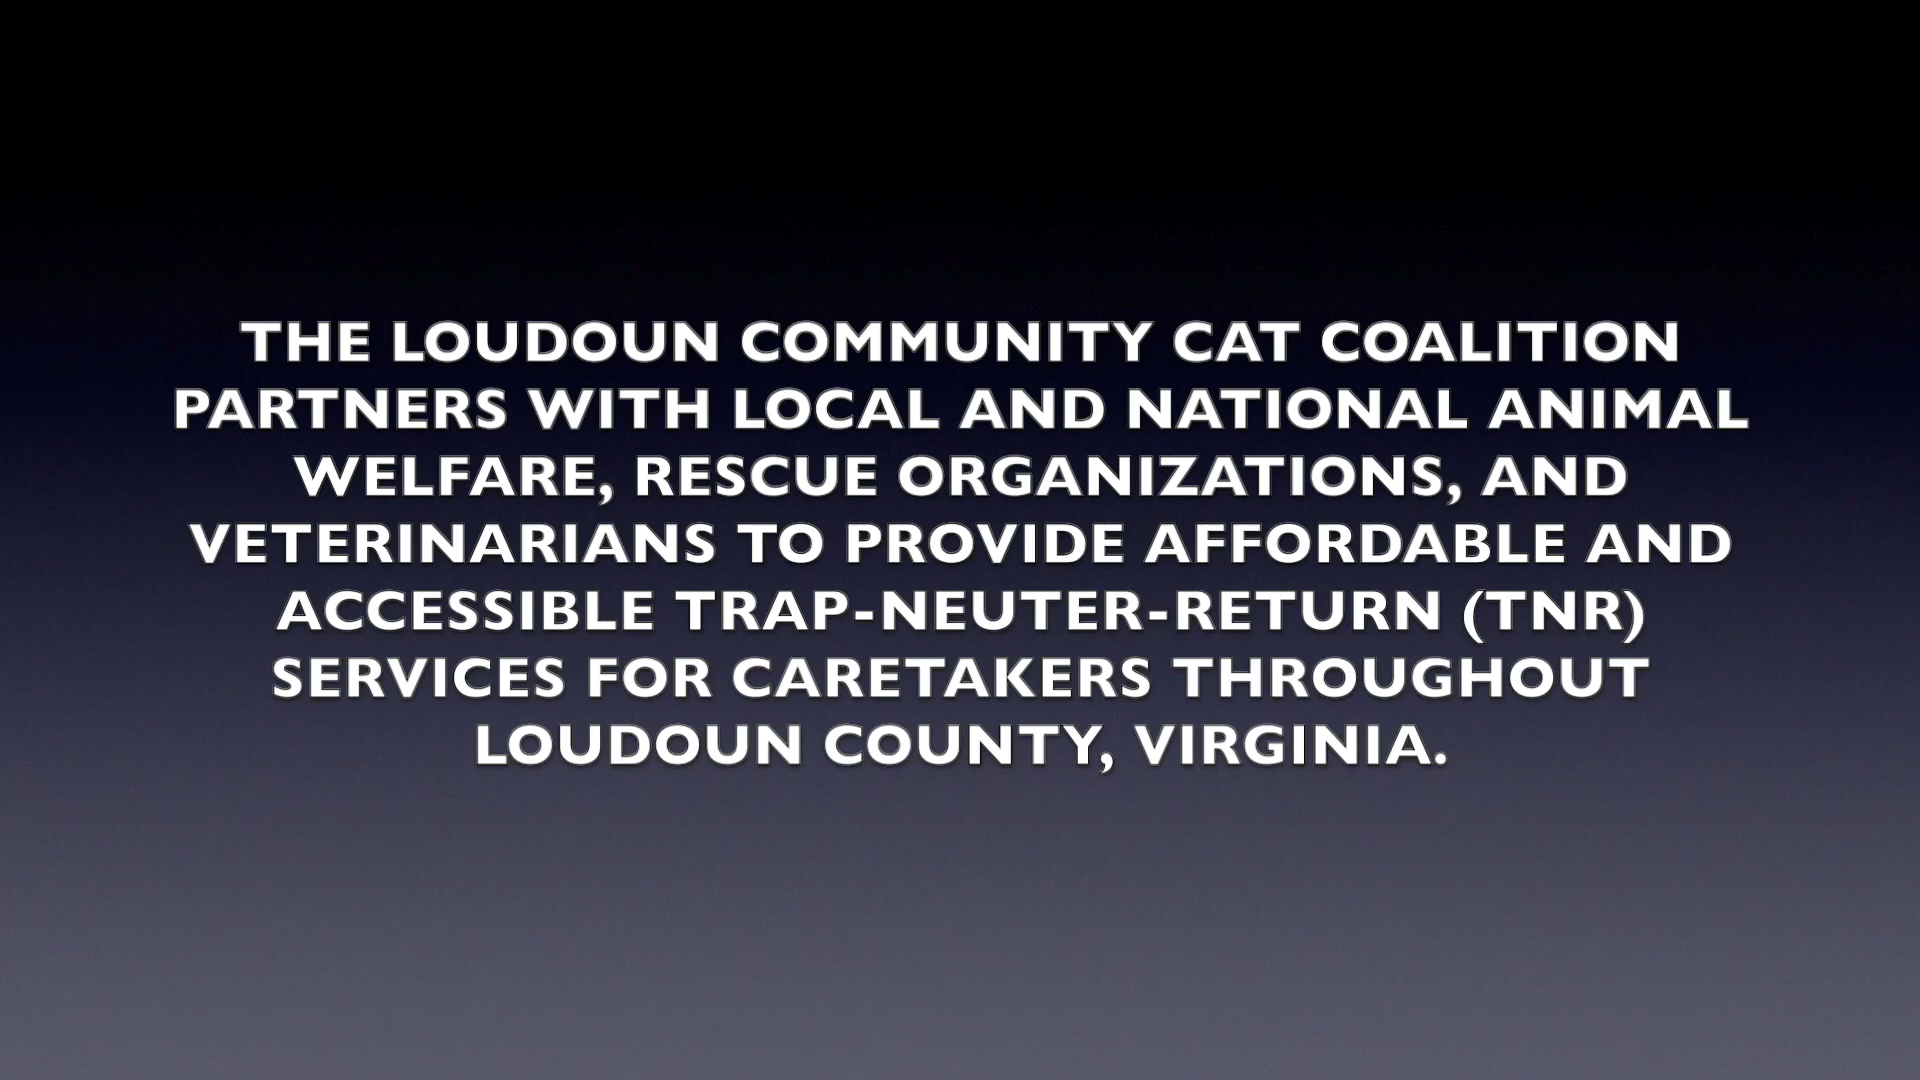 THE LOUDOUN COMMUNITY CAT COALITION
PARTNERS WITH LOCAL AND NATIONAL ANIMAL
WELFARE, RESCUE ORGANIZATIONS, AND
VETERINARIANS TO PROVIDE AFFORDABLE AND
ACCESSIBLE TRAP-NEUTER-RETURN (TNR)
SERVICES FOR CARETAKERS THROUGHOUT
LOUDOUN COUNTY, VIRGINIA.